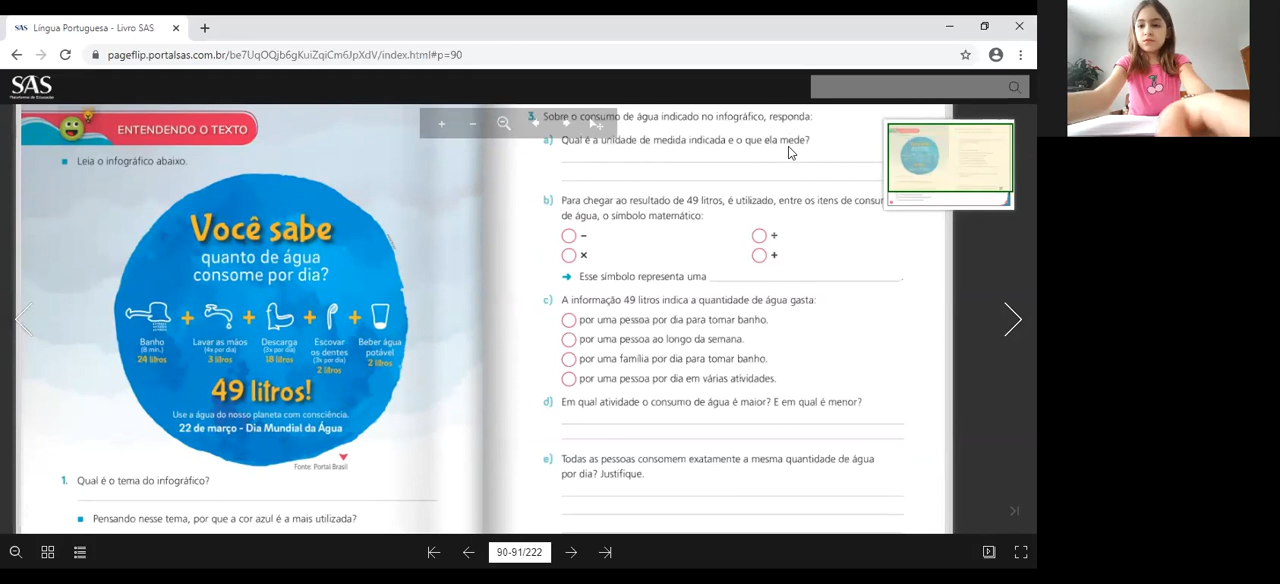 SAS Língua Portuguesa - Livro SAS
pageflip.portalsas.com.br/be7UqOQjb6gKuiZqiCm6JpXdV/index.html#p=90
SAS
Plataforma de Educação
ENTENDENDO O TEXTO
Leia o infográfico abaixo.
Você sabe
quanto de água
consome por dia?
Banho
(8 min.)
24 litros
+
Lavar as mãos
(4x por dia)
3 litros
+
Descarga
(3x por dia)
18 litros
+
Escovar
os dentes
(3x por dia)
2 litros
+
Beber água
potável
2 litros
49 litros!
Use a água do nosso planeta com consciência.
22 de março - Dia Mundial da Água
Fonte: Portal Brasil
1. Qual é o tema do infográfico?
Pensando nesse tema, por que a cor azul é a mais utilizada?
3. Sobre o consumo de água indicado no infográfico, responda:
a) Qual é a unidade de medida indicada e o que ela mede?
b) Para chegar ao resultado de 49 litros, é utilizado, entre os itens de
de água, o símbolo matemático:
– ÷
× +
Esse símbolo representa uma .
c) A informação 49 litros indica a quantidade de água gasta:
por uma pessoa por dia para tomar banho.
por uma pessoa ao longo da semana.
por uma família por dia para tomar banho.
por uma pessoa por dia em várias atividades.
d) Em qual atividade o consumo de água é maior? E em qual é menor?
e) Todas as pessoas consomem exatamente a mesma quantidade de água
por dia? Justifique.
90-91/222